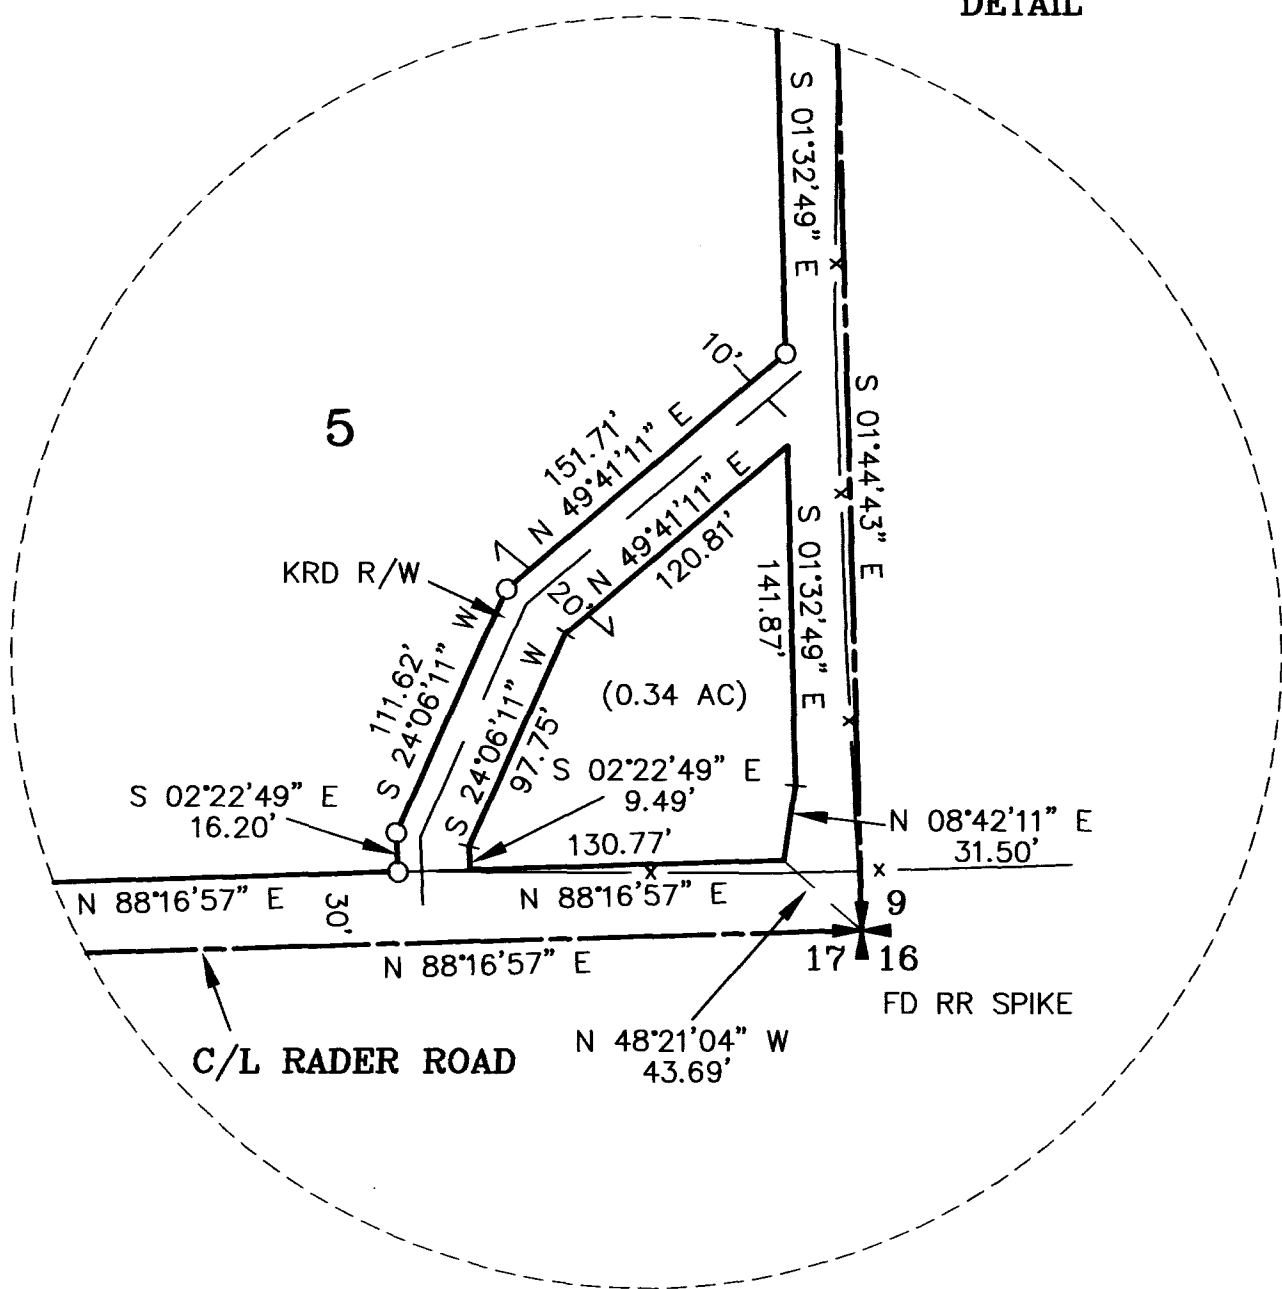 DETAIL
S 01°32'49" E
10'
S 01°44'43" E
5
151.71'
N 49°41'11" E
N 49°41'11" E
120.81'
S 01°32'49" E
141.87'
KRD R/W
20'
111.62'
S 24°06'11" W
S 24°06'11" W
97.75'
(0.34 AC)
S 02°22'49" E
9.49'
S 02°22'49" E
16.20'
130.77'
N 08°42'11" E
31.50'
N 88°16'57" E
30'
N 88°16'57" E
9
17 16
N 88°16'57" E
FD RR SPIKE
N 48°21'04" W
43.69'
C/L RADER ROAD